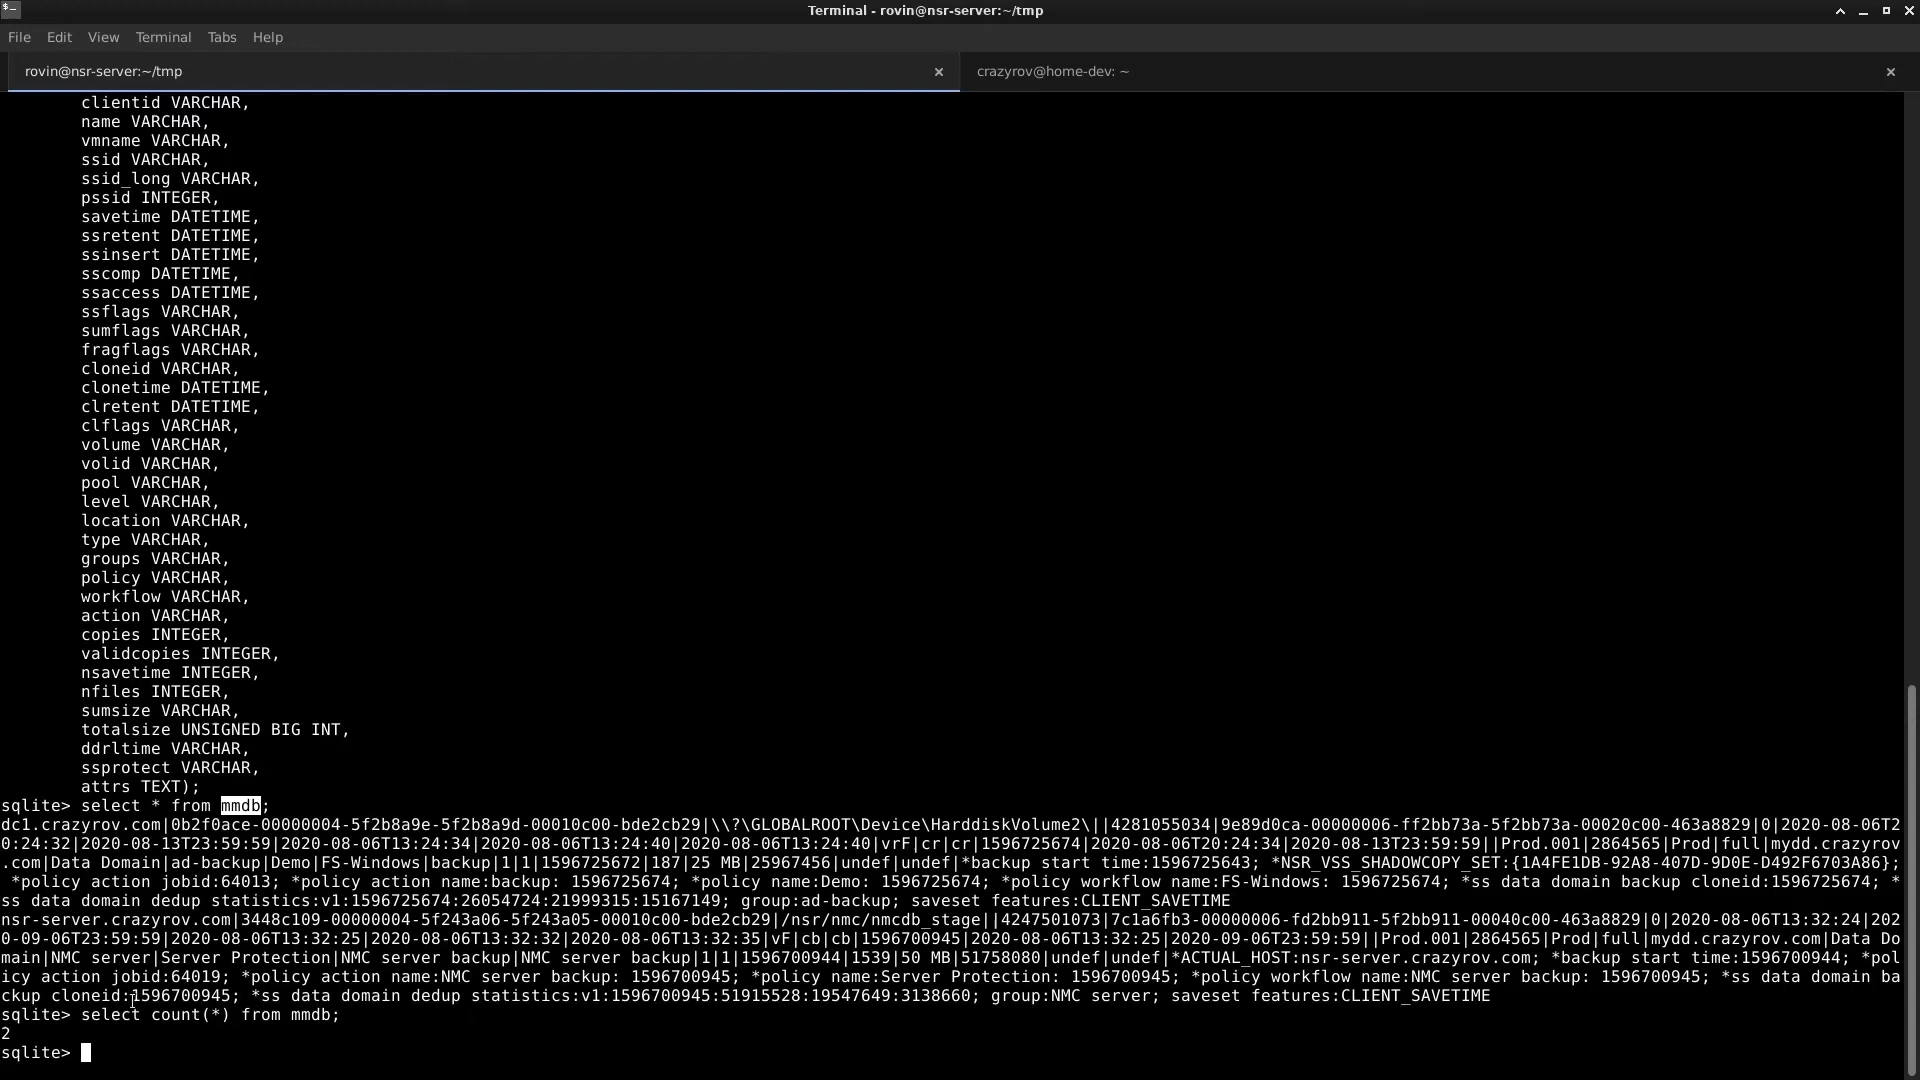 Terminal - rovin@nsr-server:~/tmp
File Edit View Terminal Tabs Help
rovin@nsr-server:~/tmp
crazyrov@home-dev: ~
clientid VARCHAR,
name VARCHAR,
vmname VARCHAR,
ssid VARCHAR,
ssid_long VARCHAR,
pssid INTEGER,
savetime DATETIME,
ssretent DATETIME,
ssinsert DATETIME,
sscomp DATETIME,
ssaccess DATETIME,
ssflags VARCHAR,
sumflags VARCHAR,
fragflags VARCHAR,
cloneid VARCHAR,
clonetime DATETIME,
clretent DATETIME,
clflags VARCHAR,
volume VARCHAR,
volid VARCHAR,
pool VARCHAR,
level VARCHAR,
location VARCHAR,
type VARCHAR,
groups VARCHAR,
policy VARCHAR,
workflow VARCHAR,
action VARCHAR,
copies INTEGER,
validcopies INTEGER,
nsavetime INTEGER,
nfiles INTEGER,
sumsize VARCHAR,
totalsize UNSIGNED BIG INT,
ddrltime VARCHAR,
ssprotect VARCHAR,
attrs TEXT);
sqlite> select * from mmdb;
dc1.crazyrov.com|0b2f0ace-00000004-5f2b8a9e-5f2b8a9d-00010c00-bde2cb29|\\?\GLOBALROOT\Device\HarddiskVolume2\||4281055034|9e89d0ca-00000006-ff2bb73a-5f2bb73a-00020c00-463a8829|0|2020-08-06T2
0:24:32|2020-08-13T23:59:59|2020-08-06T13:24:34|2020-08-06T13:24:40|2020-08-06T13:24:40|vrF|cr|cr|1596725674|2020-08-06T20:24:34|2020-08-13T23:59:59||Prod.001|2864565|Prod|full|mydd.crazyrov
.com|Data Domain|ad-backup|Demo|FS-Windows|backup|1|1|1596725672|187|25 MB|25967456|undef|undef|*backup start time:1596725643; *NSR_VSS_SHADOWCOPY_SET:{1A4FE1DB-92A8-407D-9D0E-D492F6703A86};
*policy action jobid:64013; *policy action name:backup: 1596725674; *policy name:Demo: 1596725674; *policy workflow name:FS-Windows: 1596725674; *ss data domain backup cloneid:1596725674; *
ss data domain dedup statistics:v1:1596725674:26054724:21999315:15167149; group:ad-backup; saveset features:CLIENT_SAVETIME
nsr-server.crazyrov.com|3448c109-00000004-5f243a06-5f243a05-00010c00-bde2cb29|/nsr/nmc/nmcdb_stage||4247501073|7c1a6fb3-00000006-fd2bb911-5f2bb911-00040c00-463a8829|0|2020-08-06T13:32:24|202
0-09-06T23:59:59|2020-08-06T13:32:25|2020-08-06T13:32:32|2020-08-06T13:32:35|vF|cb|cb|1596700945|2020-08-06T13:32:25|2020-09-06T23:59:59||Prod.001|2864565|Prod|full|mydd.crazyrov.com|Data Do
main|NMC server|Server Protection|NMC server backup|NMC server backup|1|1|1596700944|1539|50 MB|51758080|undef|undef|*ACTUAL_HOST:nsr-server.crazyrov.com; *backup start time:1596700944; *pol
icy action jobid:64019; *policy action name:NMC server backup: 1596700945; *policy name:Server Protection: 1596700945; *policy workflow name:NMC server backup: 1596700945; *ss data domain ba
ckup cloneid:1596700945; *ss data domain dedup statistics:v1:1596700945:51915528:19547649:3138660; group:NMC server; saveset features:CLIENT_SAVETIME
sqlite> select count(*) from mmdb;
2
sqlite>